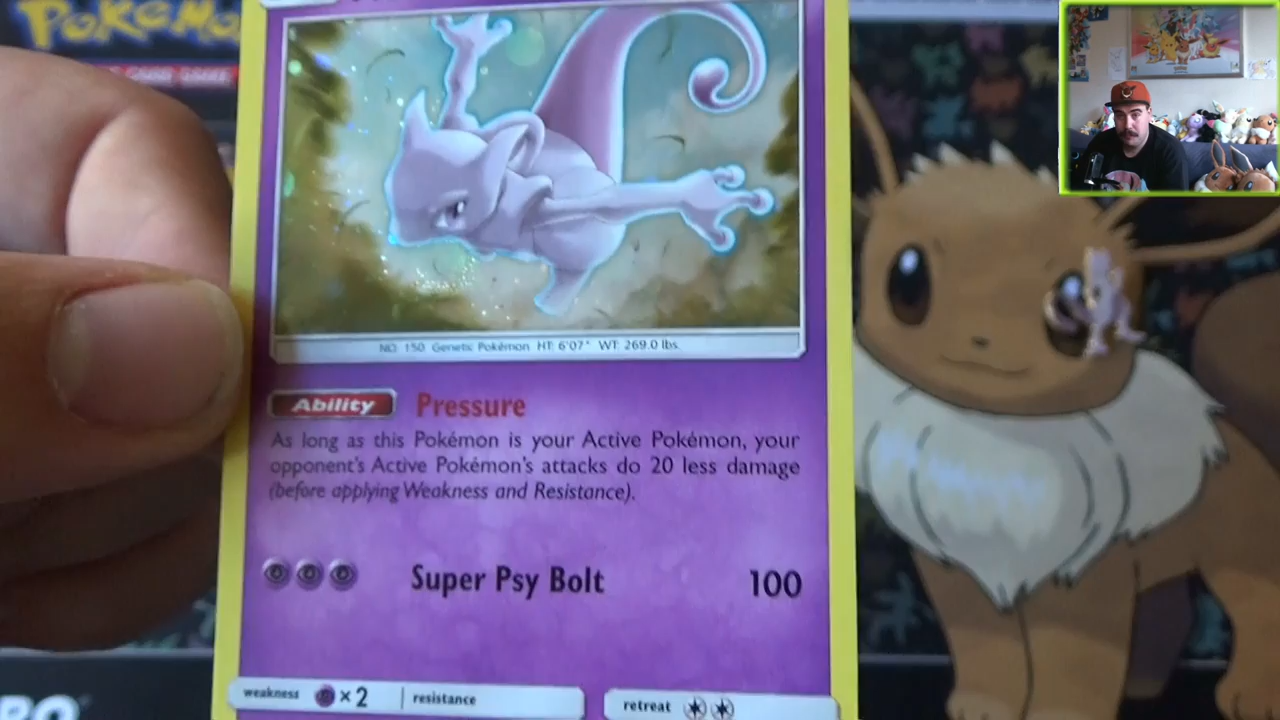 POKéMO
Ability Pressure
NO. 150 Genetic Pokémon HT: 6'07" WT: 269.0 lbs.
As long as this Pokémon is your Active Pokémon, your
opponent's Active Pokémon's attacks do 20 less damage
(before applying Weakness and Resistance).
Super Psy Bolt 100
weakness ×2 resistance
retreat